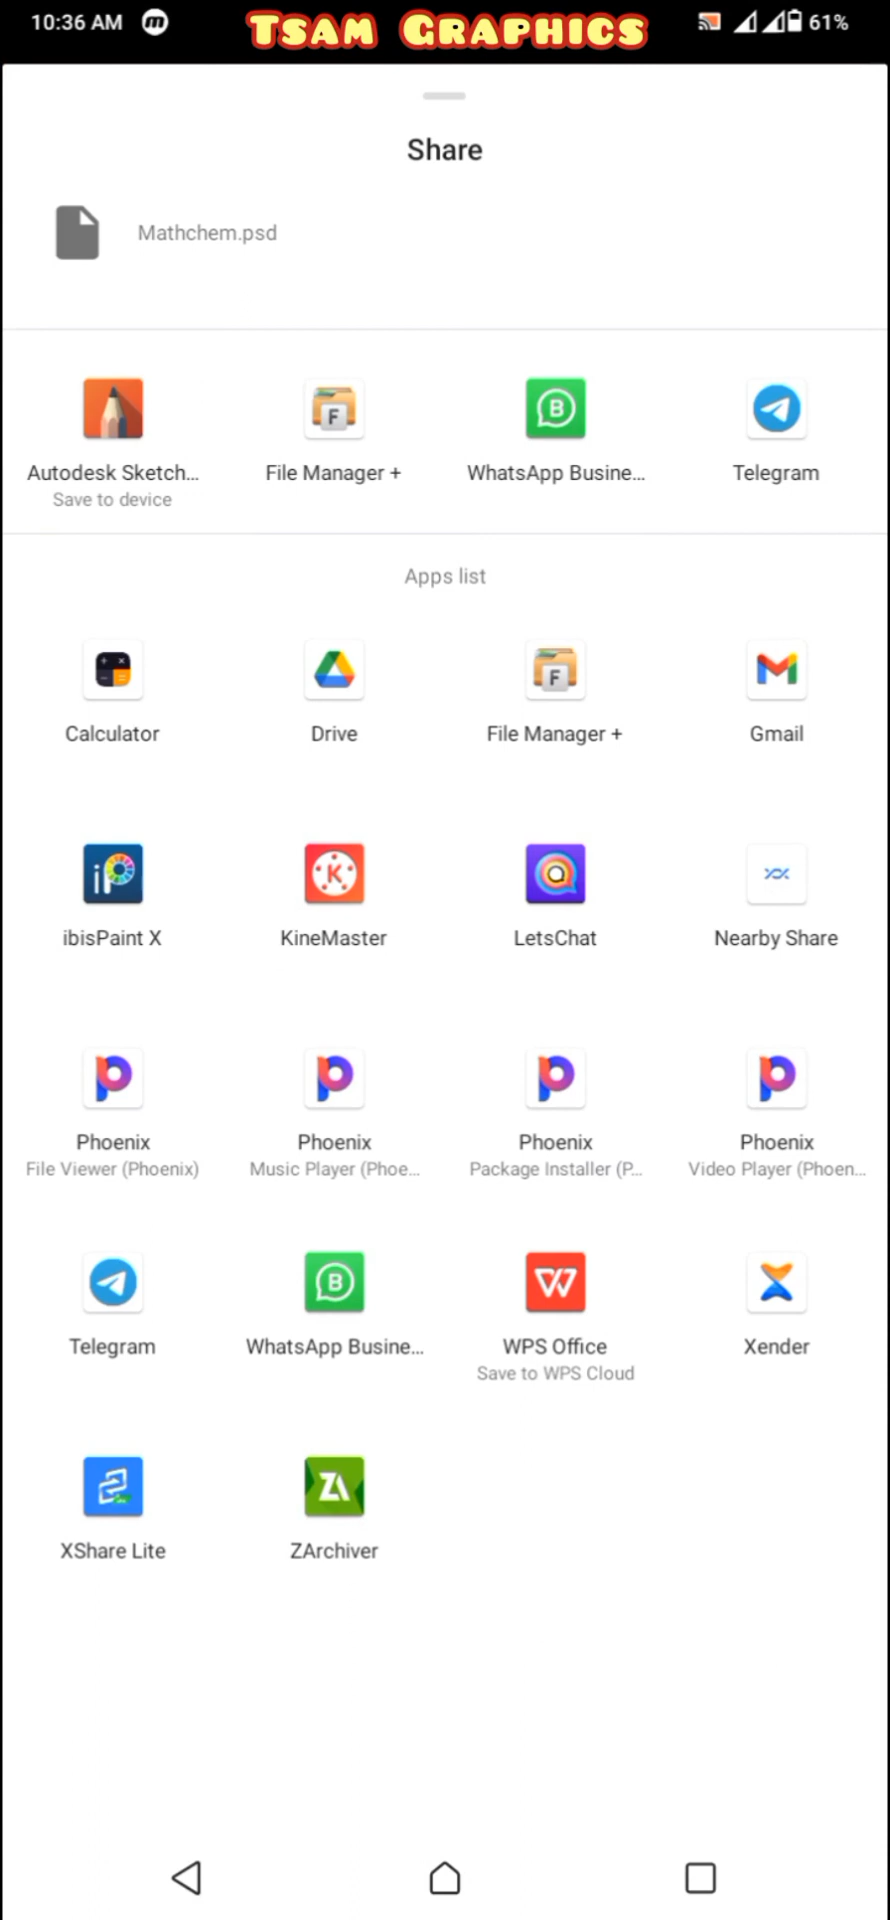 10:36 AM
TSAM GRAPHICS
61%
Share
Mathchem.psd
Autodesk Sketch...
Save to device
File Manager +
WhatsApp Busine...
Telegram
Apps list
Calculator
Drive
File Manager +
Gmail
ibisPaint X
KineMaster
LetsChat
Nearby Share
Phoenix
File Viewer (Phoenix)
Phoenix
Music Player (Phoe...
Phoenix
Package Installer (P...
Phoenix
Video Player (Phoen...
Telegram
WhatsApp Busine...
WPS Office
Save to WPS Cloud
Xender
XShare Lite
ZArchiver